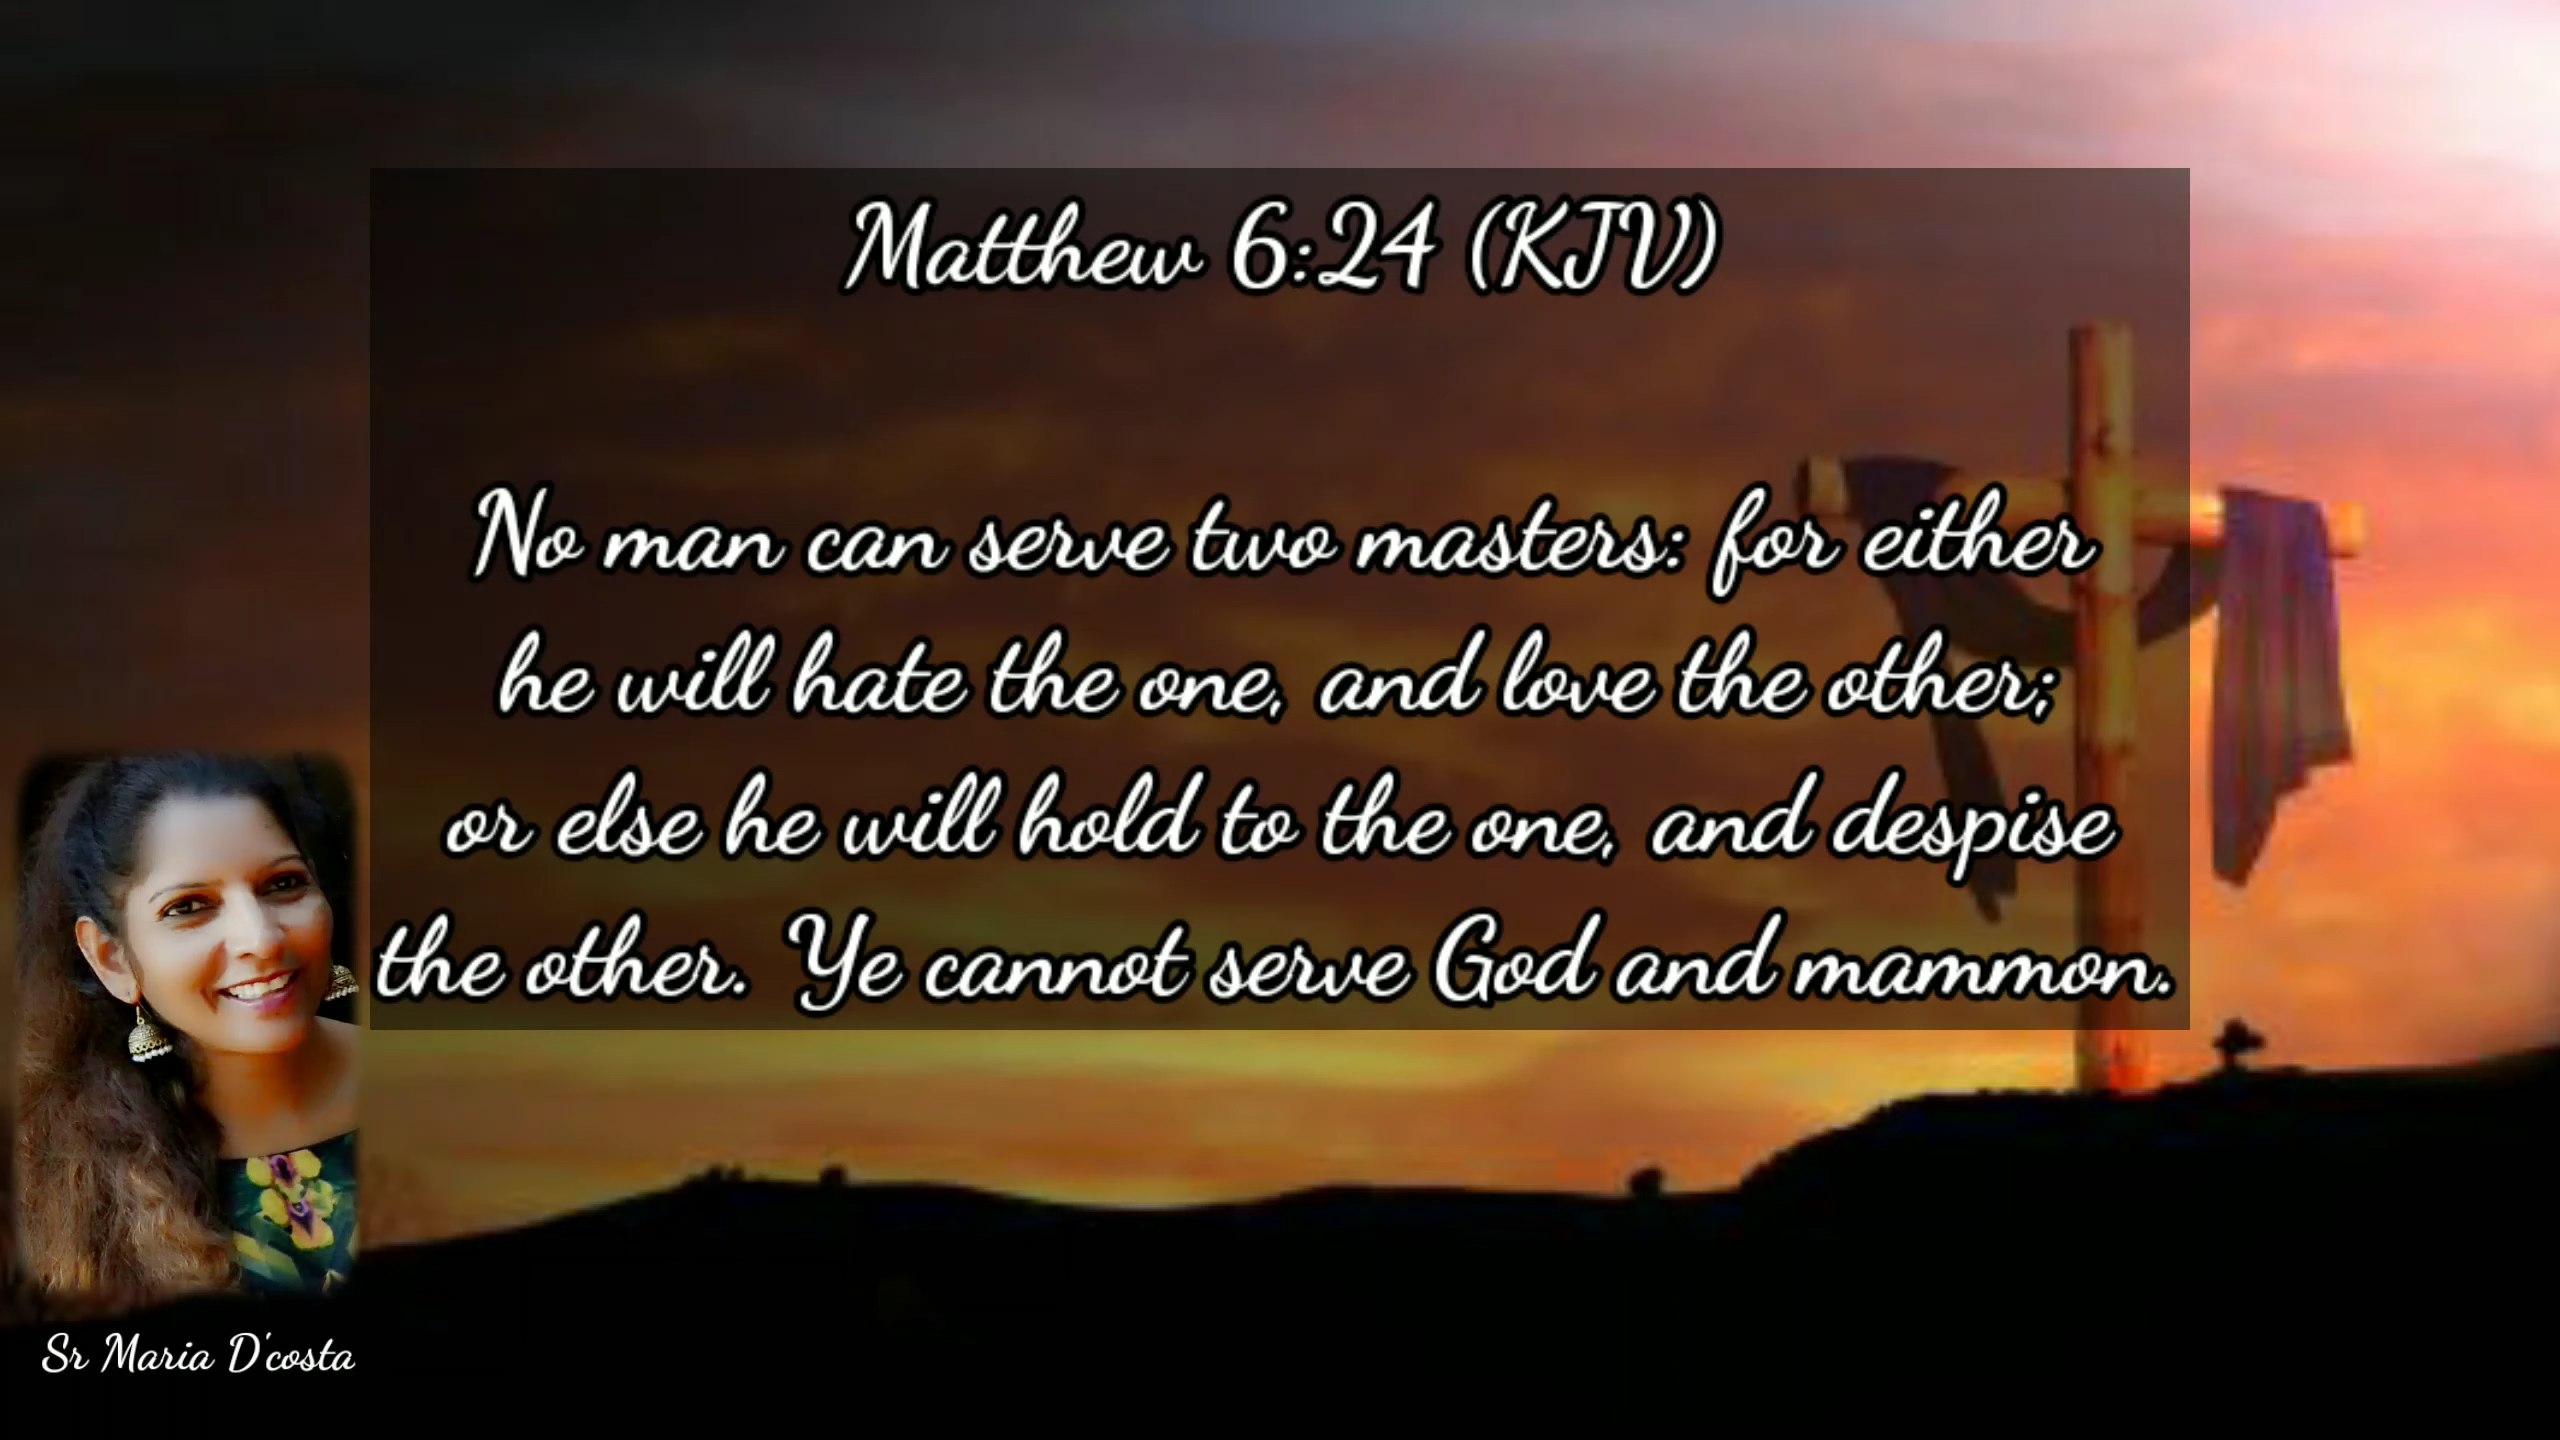 Matthew 6:24 (KJV)
No man can serve two masters: for either
he will hate the one, and love the other;
or else he will hold to the one, and despise
the other. Ye cannot serve God and mammon.
Sr Maria D'costa